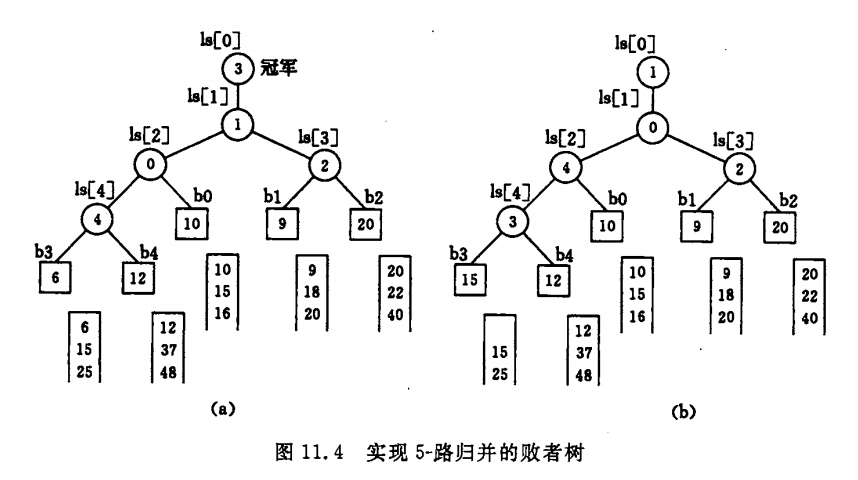 ls[0] ls[0]
3 冠军 1
ls[1] ls[1]
1 0
ls[2] ls[3] ls[2] ls[3]
0 2 4 2
ls[4] b0 b1 b2 ls[4] b0 b1 b2
4 10 9 20 3 10 9 20
b3 b4 b3 b4
6 12 15 12
10 9 20 10 9 20
15 18 22 15 18 22
16 20 40 16 20 40
6 12 12
15 37 15 37
25 48 25 48
(a) (b)
图 11.4 实现 5-路归并的败者树